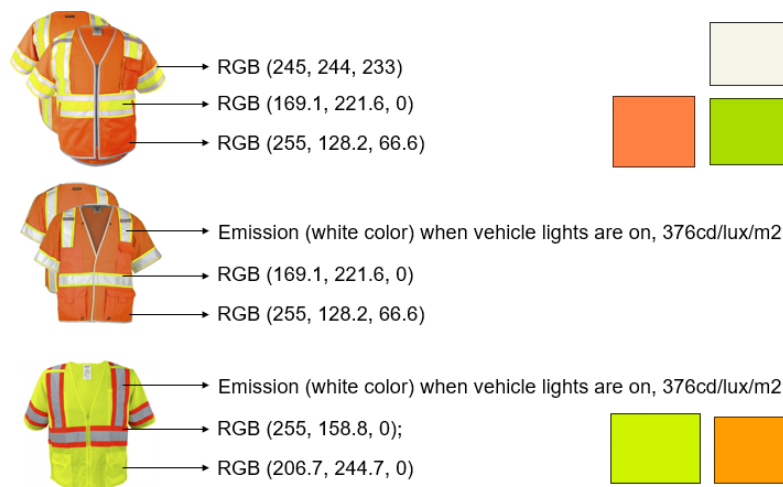 RGB (245, 244, 233)
RGB (169.1, 221.6, 0)
RGB (255, 128.2, 66.6)
Emission (white color) when vehicle lights are on, 376cd/lux/m2
RGB (169.1, 221.6, 0)
RGB (255, 128.2, 66.6)
Emission (white color) when vehicle lights are on, 376cd/lux/m2
RGB (255, 158.8, 0);
RGB (206.7, 244.7, 0)